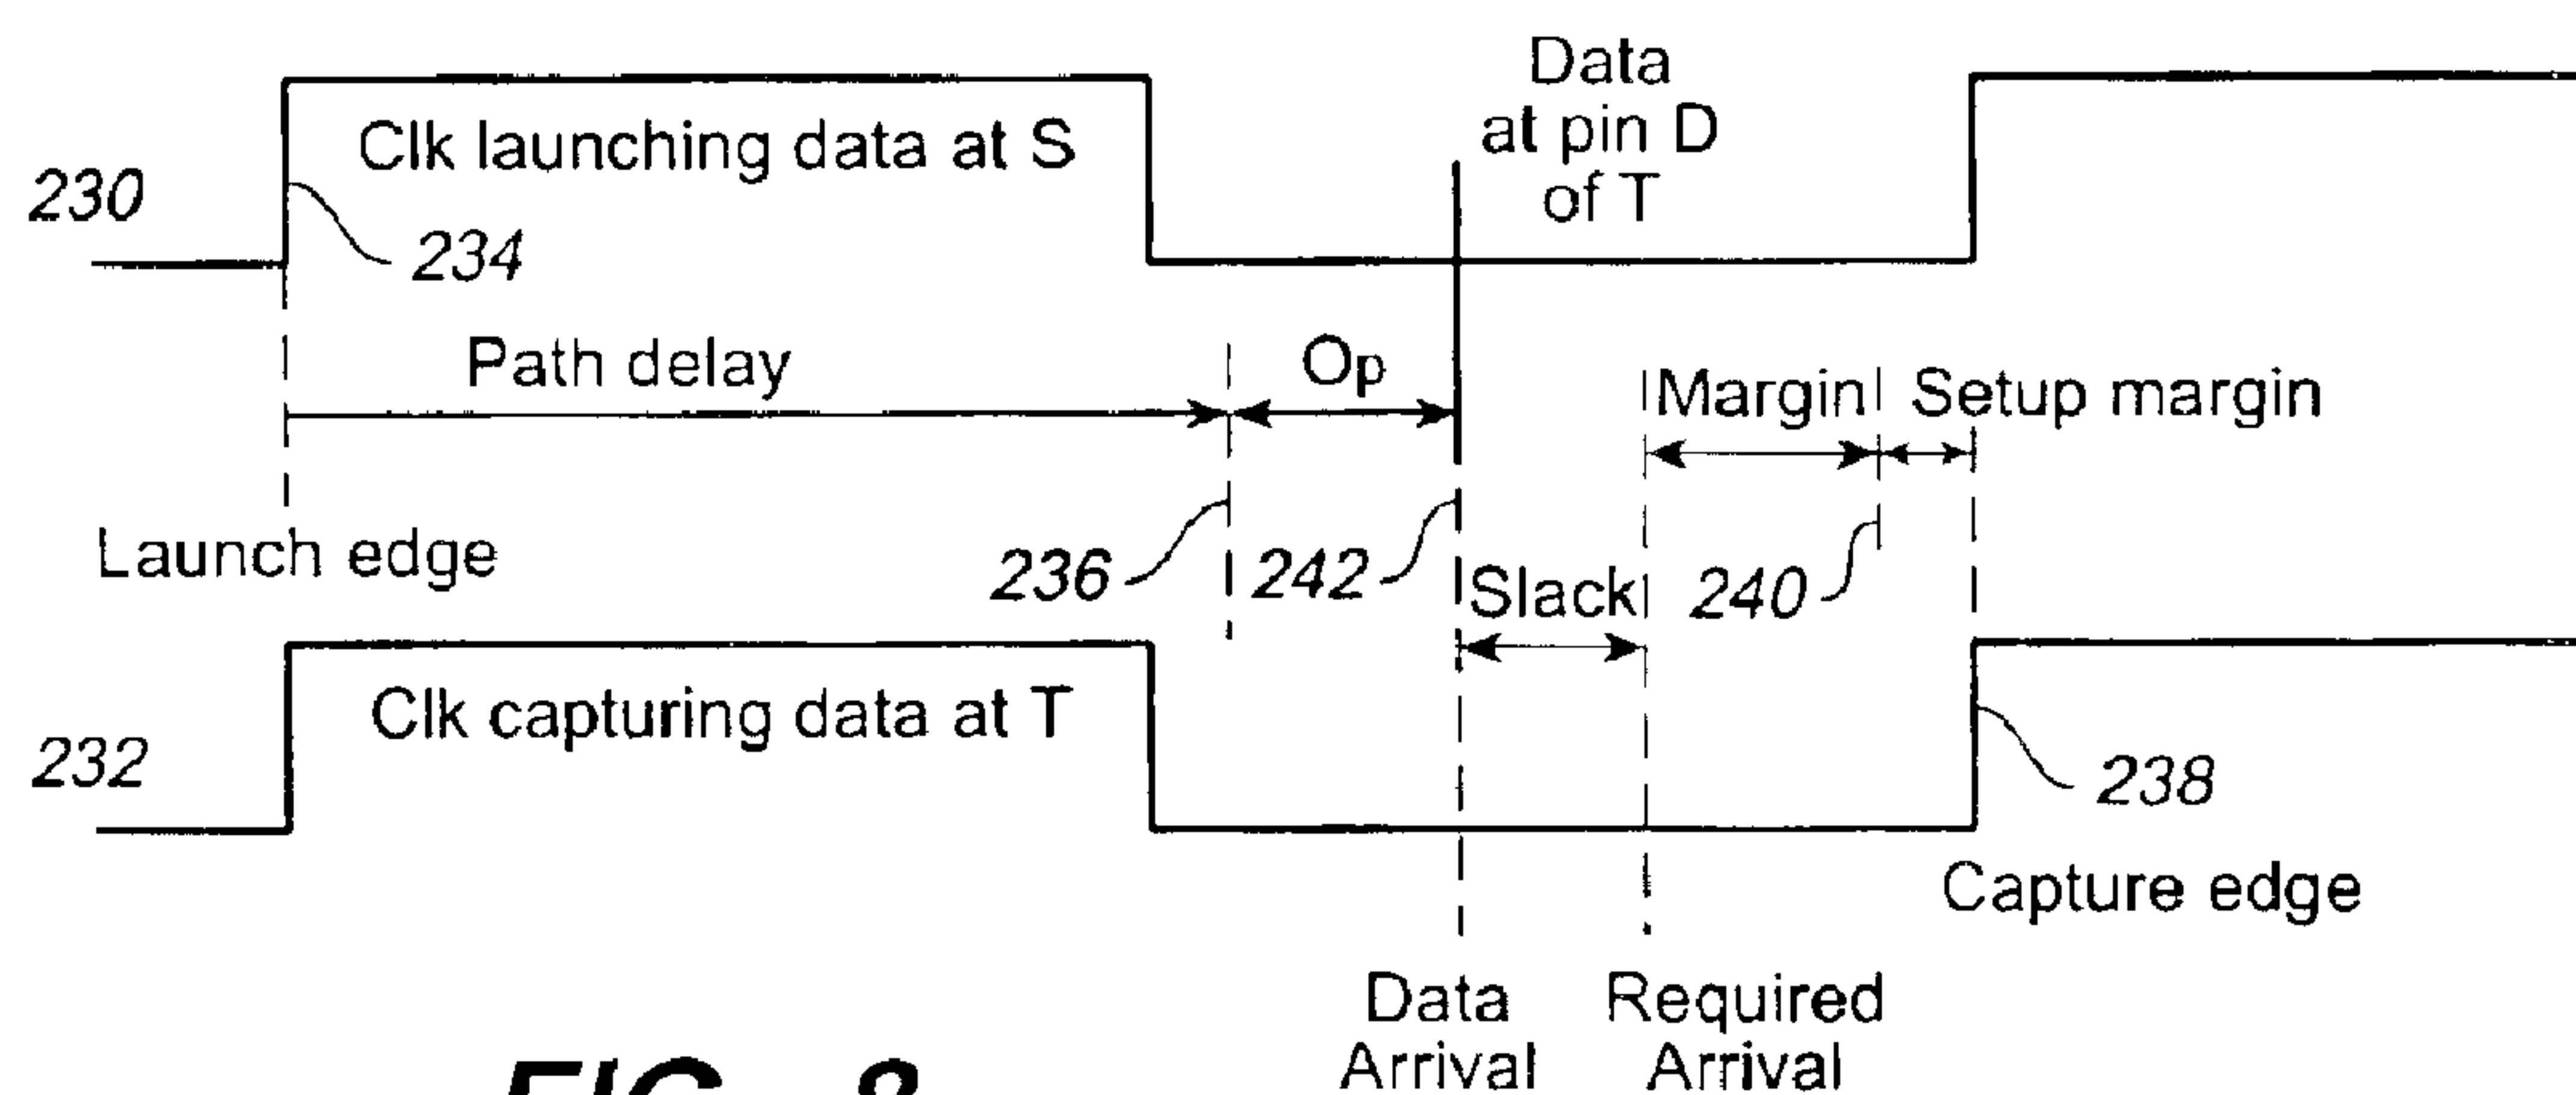 Data
at pin D
of T
Clk launching data at S
230
234
Path delay
Op
Margin
Setup margin
Launch edge
236
242
Slack
240
Clk capturing data at T
232
238
Capture edge
Data
Arrival
Required
Arrival